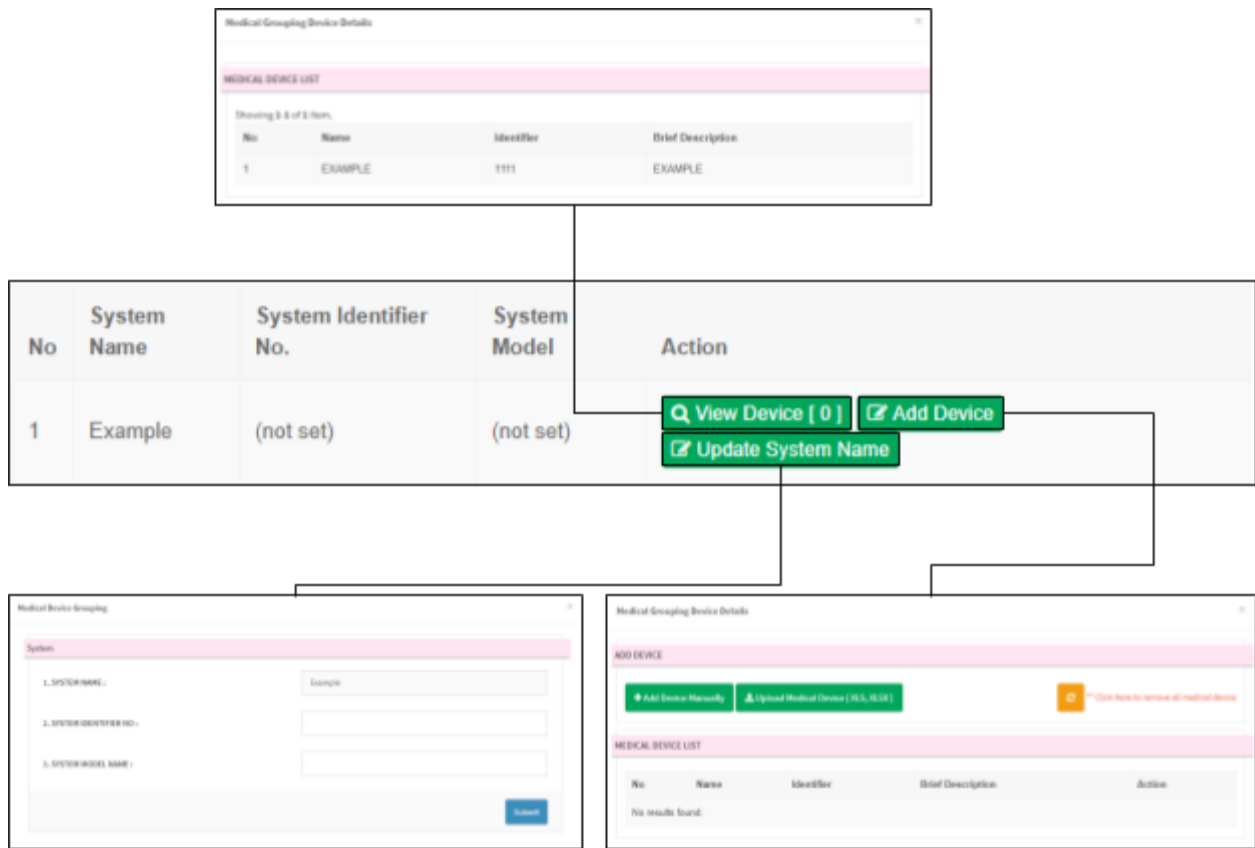 Medical Grouping Device Details
MEDICAL DEVICE LIST
Showing 1-1 of 1 item.
No Name Identifier Brief Description
1 EXAMPLE 1111 EXAMPLE
No System Name System Identifier No. System Model Action
1 Example (not set) (not set) View Device [ 0 ] Add Device
Update System Name
Medical Device Grouping
System
1. SYSTEM NAME : Example
2. SYSTEM IDENTIFIER NO :
3. SYSTEM MODEL NAME :
Submit
Medical Grouping Device Details
ADD DEVICE
Add Device Manually Upload Medical Device [ XLS, XLSX ] ** Click Here to remove all medical device
MEDICAL DEVICE LIST
No Name Identifier Brief Description Action
No results found.